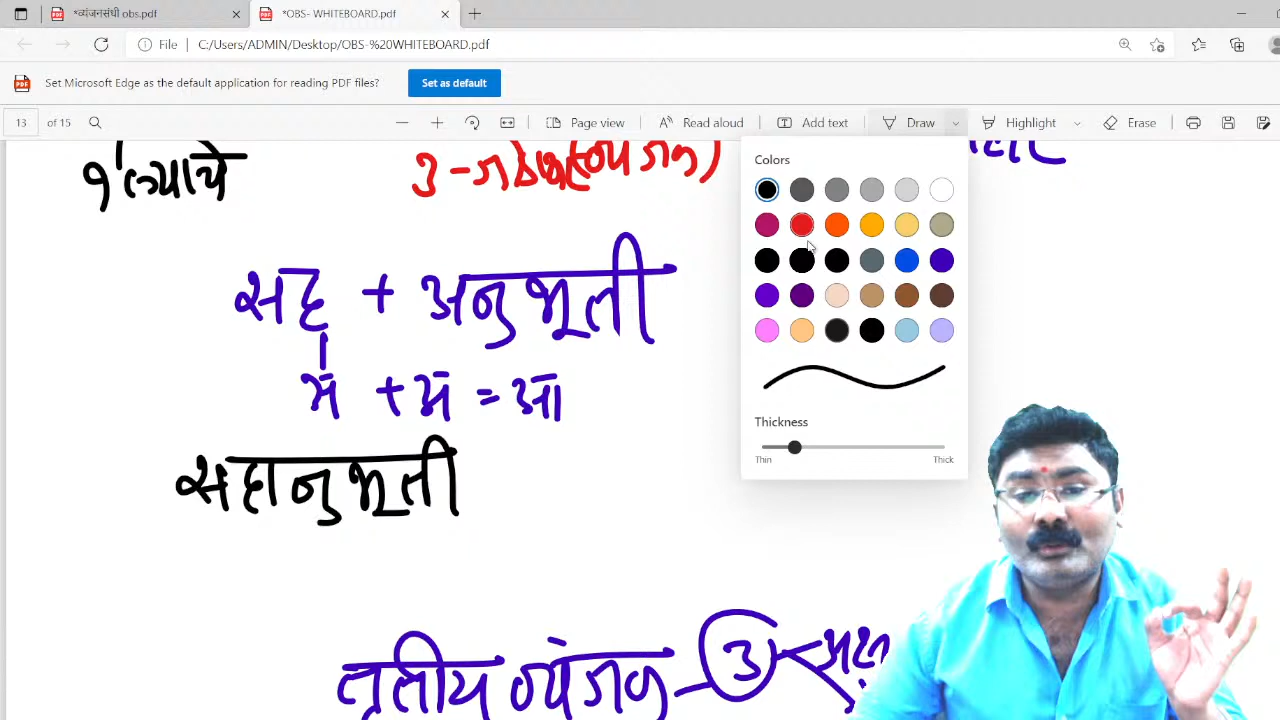 *व्यंजनसंधी obs.pdf *OBS- WHITEBOARD.pdf
File C:/Users/ADMIN/Desktop/OBS-%20WHITEBOARD.pdf
Set Microsoft Edge as the default application for reading PDF files? Set as default
13 of 15 Page view Read aloud Add text Draw Highlight Erase
Colors
सह + अनुभूती
अ + अ = आ
सहानुभूती
Thickness
Thin Thick
तृतीय व्यंजन - 3